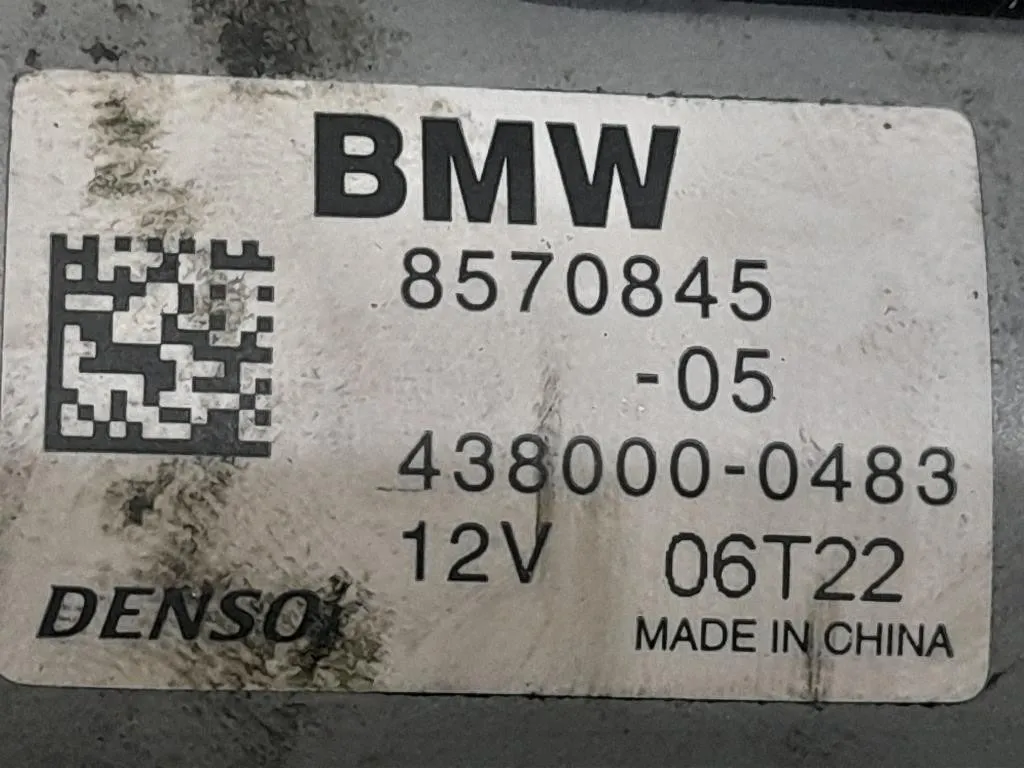 BMW
8570845
-05
438000-0483
12V 06T22
DENSO
MADE IN CHINA